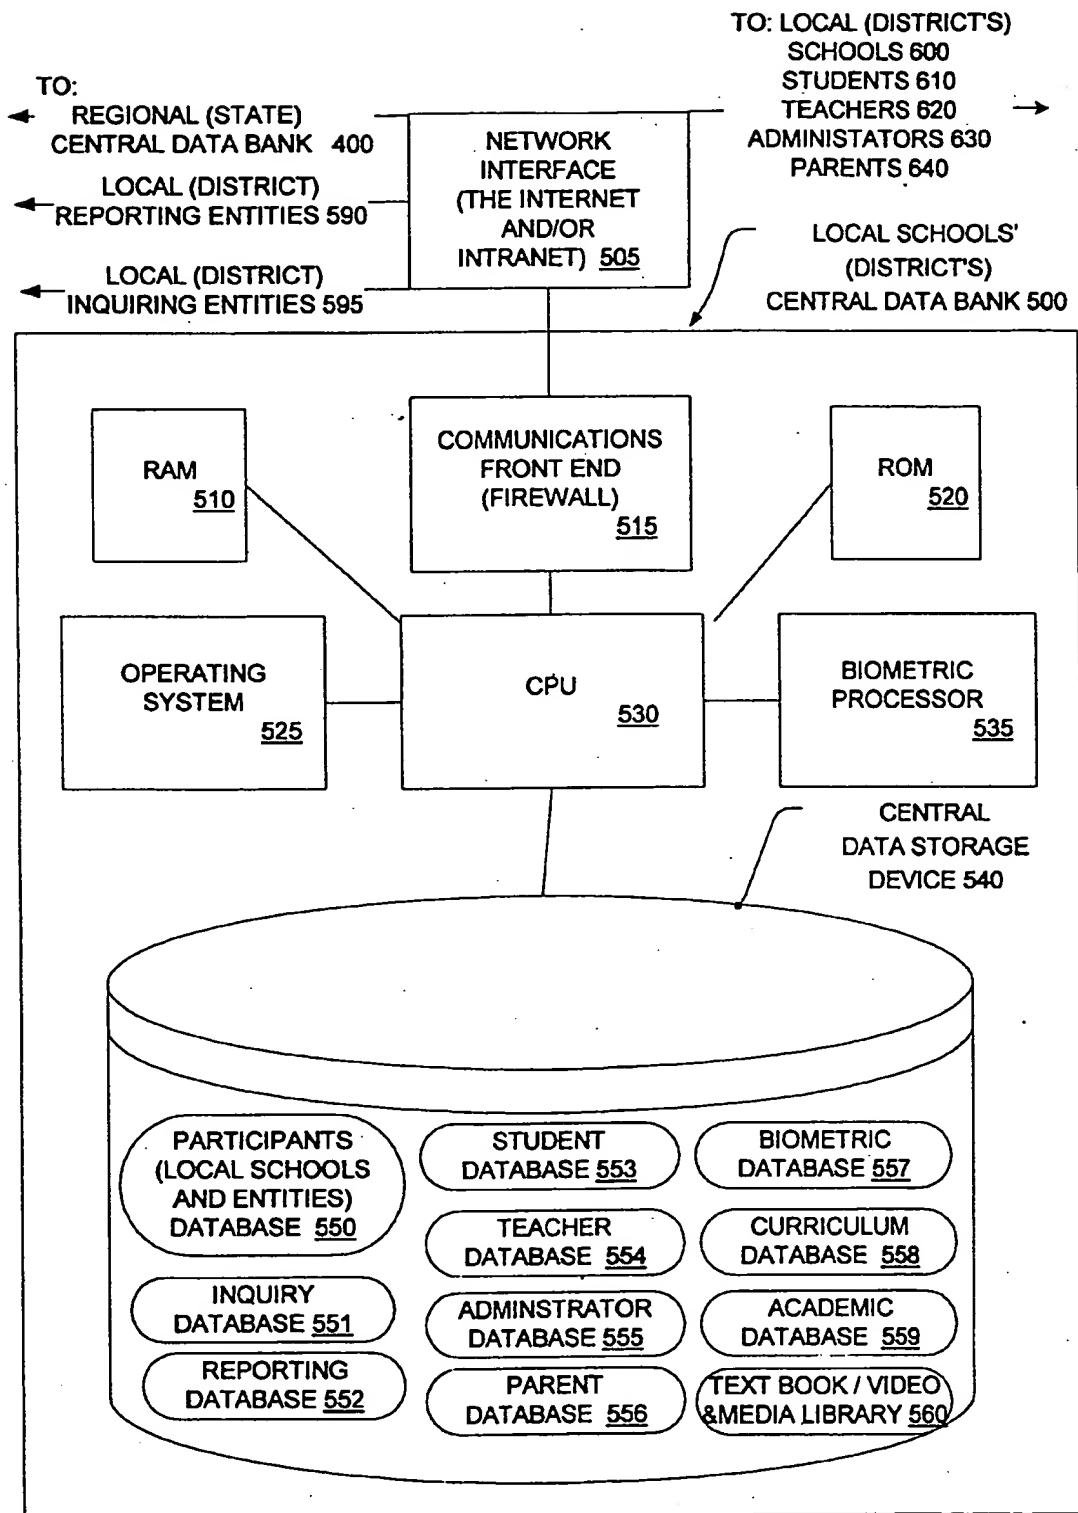 TO: LOCAL (DISTRICT'S)
SCHOOLS 600
STUDENTS 610
TEACHERS 620
ADMINISTATORS 630
PARENTS 640
TO:
REGIONAL (STATE)
CENTRAL DATA BANK 400
LOCAL (DISTRICT)
REPORTING ENTITIES 590
LOCAL (DISTRICT)
INQUIRING ENTITIES 595
NETWORK
INTERFACE
(THE INTERNET
AND/OR
INTRANET) 505
LOCAL SCHOOLS'
(DISTRICT'S)
CENTRAL DATA BANK 500
RAM
510
COMMUNICATIONS
FRONT END
(FIREWALL)
515
ROM
520
OPERATING
SYSTEM
525
CPU
530
BIOMETRIC
PROCESSOR
535
CENTRAL
DATA STORAGE
DEVICE 540
PARTICIPANTS
(LOCAL SCHOOLS
AND ENTITIES)
DATABASE 550
INQUIRY
DATABASE 551
REPORTING
DATABASE 552
STUDENT
DATABASE 553
TEACHER
DATABASE 554
ADMINSTRATOR
DATABASE 555
PARENT
DATABASE 556
BIOMETRIC
DATABASE 557
CURRICULUM
DATABASE 558
ACADEMIC
DATABASE 559
TEXT BOOK / VIDEO
&MEDIA LIBRARY 560